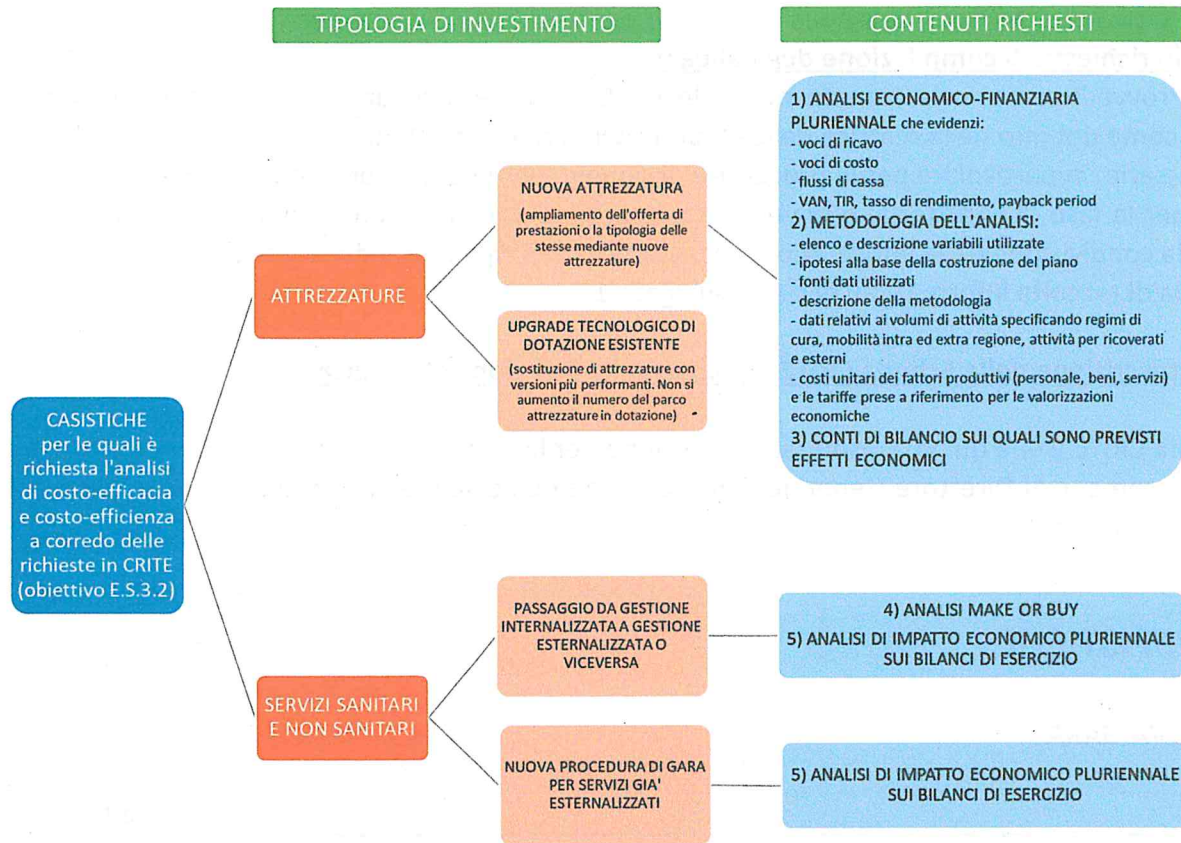 TIPOLOGIA DI INVESTIMENTO
CONTENUTI RICHIESTI
CASISTICHE
per le quali è
richiesta l'analisi
di costo-efficacia
e costo-efficienza
a corredo delle
richieste in CRITE
(obiettivo E.S.3.2)
ATTREZZATURE
NUOVA ATTREZZATURA
(ampliamento dell'offerta di
prestazioni o la tipologia delle
stesse mediante nuove
attrezzature)
UPGRADE TECNOLOGICO DI
DOTAZIONE ESISTENTE
(sostituzione di attrezzature con
versioni più performanti. Non si
aumento il numero del parco
attrezzature in dotazione)
1) ANALISI ECONOMICO-FINANZIARIA
PLURIENNALE che evidenzi:
- voci di ricavo
- voci di costo
- flussi di cassa
- VAN, TIR, tasso di rendimento, payback period
2) METODOLOGIA DELL'ANALISI:
- elenco e descrizione variabili utilizzate
- ipotesi alla base della costruzione del piano
- fonti dati utilizzati
- descrizione della metodologia
- dati relativi ai volumi di attività specificando regimi di
cura, mobilità intra ed extra regione, attività per ricoverati
e esterni
- costi unitari dei fattori produttivi (personale, beni, servizi)
e le tariffe prese a riferimento per le valorizzazioni
economiche
3) CONTI DI BILANCIO SUI QUALI SONO PREVISTI
EFFETTI ECONOMICI
SERVIZI SANITARI
E NON SANITARI
PASSAGGIO DA GESTIONE
INTERNALIZZATA A GESTIONE
ESTERNALIZZATA O
VICEVERSA
4) ANALISI MAKE OR BUY
5) ANALISI DI IMPATTO ECONOMICO PLURIENNALE
SUI BILANCI DI ESERCIZIO
NUOVA PROCEDURA DI GARA
PER SERVIZI GIA'
ESTERNALIZZATI
5) ANALISI DI IMPATTO ECONOMICO PLURIENNALE
SUI BILANCI DI ESERCIZIO